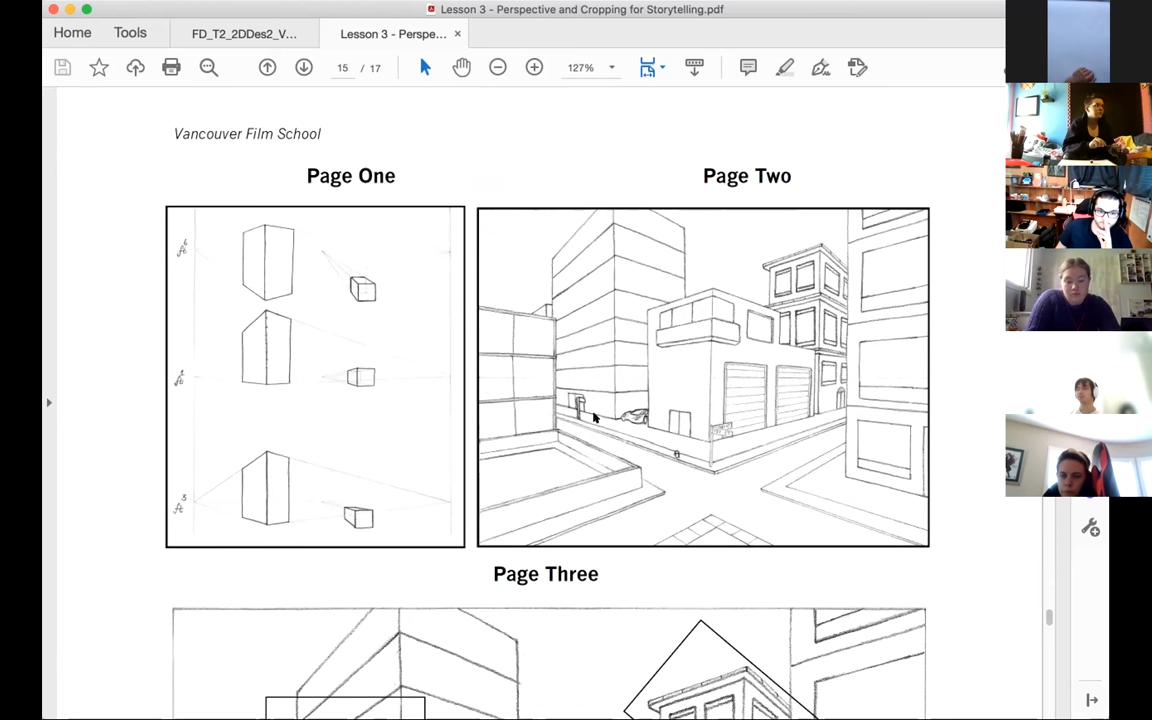 Lesson 3 - Perspective and Cropping for Storytelling.pdf
Home Tools FD_T2_2DDes2_V... Lesson 3 - Perspe... ×
15 / 17 127%
Vancouver Film School
Page One Page Two
Page Three